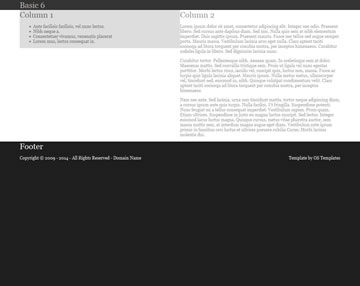 Basic 6
Column 1
Ante facilisis facilisis, vel nunc lectus.
Nibh neque a
Consectetuer vivamus, venenatis placerat
Lorem mus, lectus consequat in.
Column 2
Lorem ipsum dolor sit amet, consectetur adipiscing elit. Integer nec odio. Praesent
libero. Sed cursus ante dapibus diam. Sed nisi. Nulla quis sem at nibh elementum
imperdiet. Duis sagittis ipsum. Praesent mauris. Fusce nec tellus sed augue semper
porta. Mauris massa. Vestibulum lacinia arcu eget nulla. Class aptent taciti
sociosqu ad litora torquent per conubia nostra, per inceptos himenaeos. Curabitur
sodales ligula in libero. Sed dignissim lacinia nunc.
Curabitur tortor. Pellentesque nibh. Aenean quam. In scelerisque sem at dolor.
Maecenas mattis. Sed convallis tristique sem. Proin ut ligula vel nunc egestas
porttitor. Morbi lectus risus, iaculis vel, suscipit quis, luctus non, massa. Fusce ac
turpis quis ligula lacinia aliquet. Mauris ipsum. Nulla metus metus, ullamcorper
vel, tincidunt sed, euismod in, nibh. Quisque volutpat condimentum velit. Class
aptent taciti sociosqu ad litora torquent per conubia nostra, per inceptos
himenaeos.
Nam nec ante. Sed lacinia, urna non tincidunt mattis, tortor neque adipiscing diam,
a cursus ipsum ante quis turpis. Nulla facilisi. Ut fringilla. Suspendisse potenti.
Nunc feugiat mi a tellus consequat imperdiet. Vestibulum sapien. Proin quam.
Etiam ultrices. Suspendisse in justo eu magna luctus suscipit. Sed lectus. Integer
euismod lacus luctus magna. Quisque cursus, metus vitae pharetra auctor, sem
massa mattis sem, at interdum magna augue eget diam. Vestibulum ante ipsum
primis in faucibus orci luctus et ultrices posuere cubilia Curae; Morbi lacinia
molestie dui.
Footer
Copyright © 2009 - 2014 - All Rights Reserved - Domain Name
Template by OS Templates